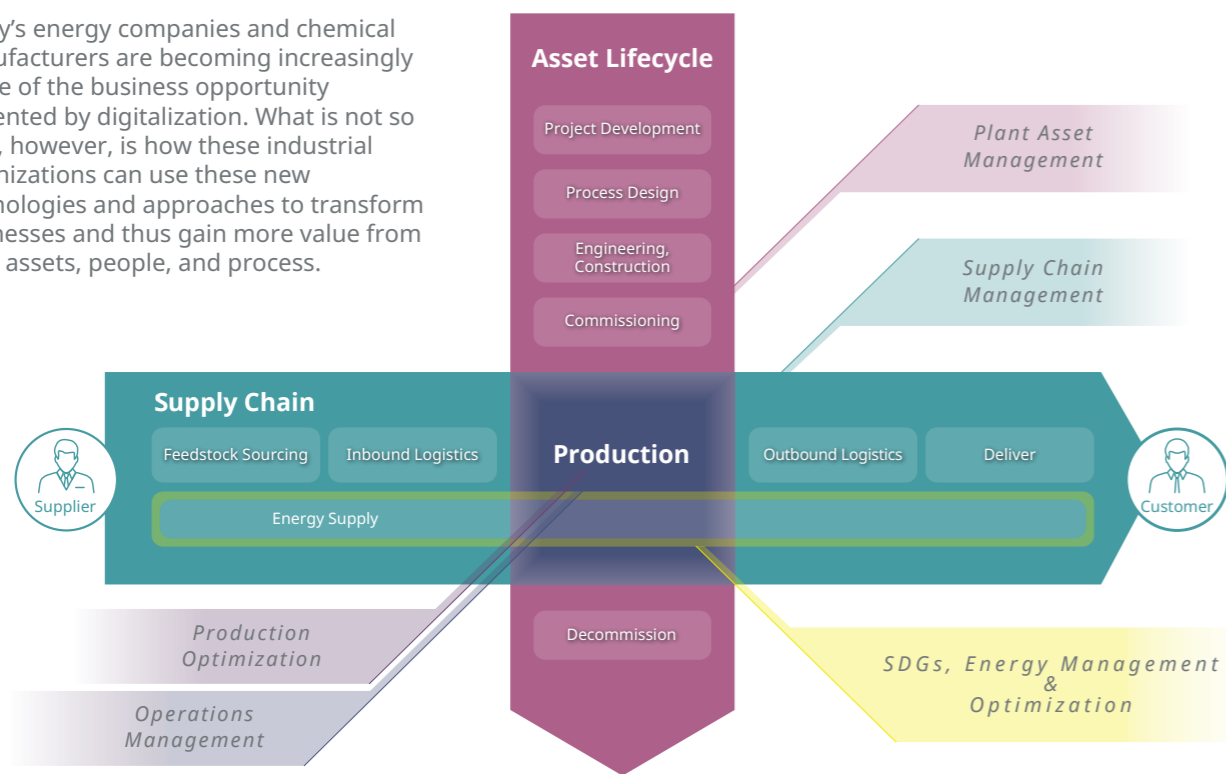 y's energy companies and chemical
ufacturers are becoming increasingly
e of the business opportunity
ented by digitalization. What is not so
, however, is how these industrial
nizations can use these new
nologies and approaches to transform
nesses and thus gain more value from
assets, people, and process.
Asset Lifecycle
Project Development
Process Design
Engineering,
Construction
Commissioning
Plant Asset
Management
Supply Chain
Management
Supply Chain
Feedstock Sourcing
Inbound Logistics
Production
Outbound Logistics
Deliver
Supplier
Customer
Energy Supply
Decommission
Production
Optimization
Operations
Management
SDGs, Energy Management
&
Optimization